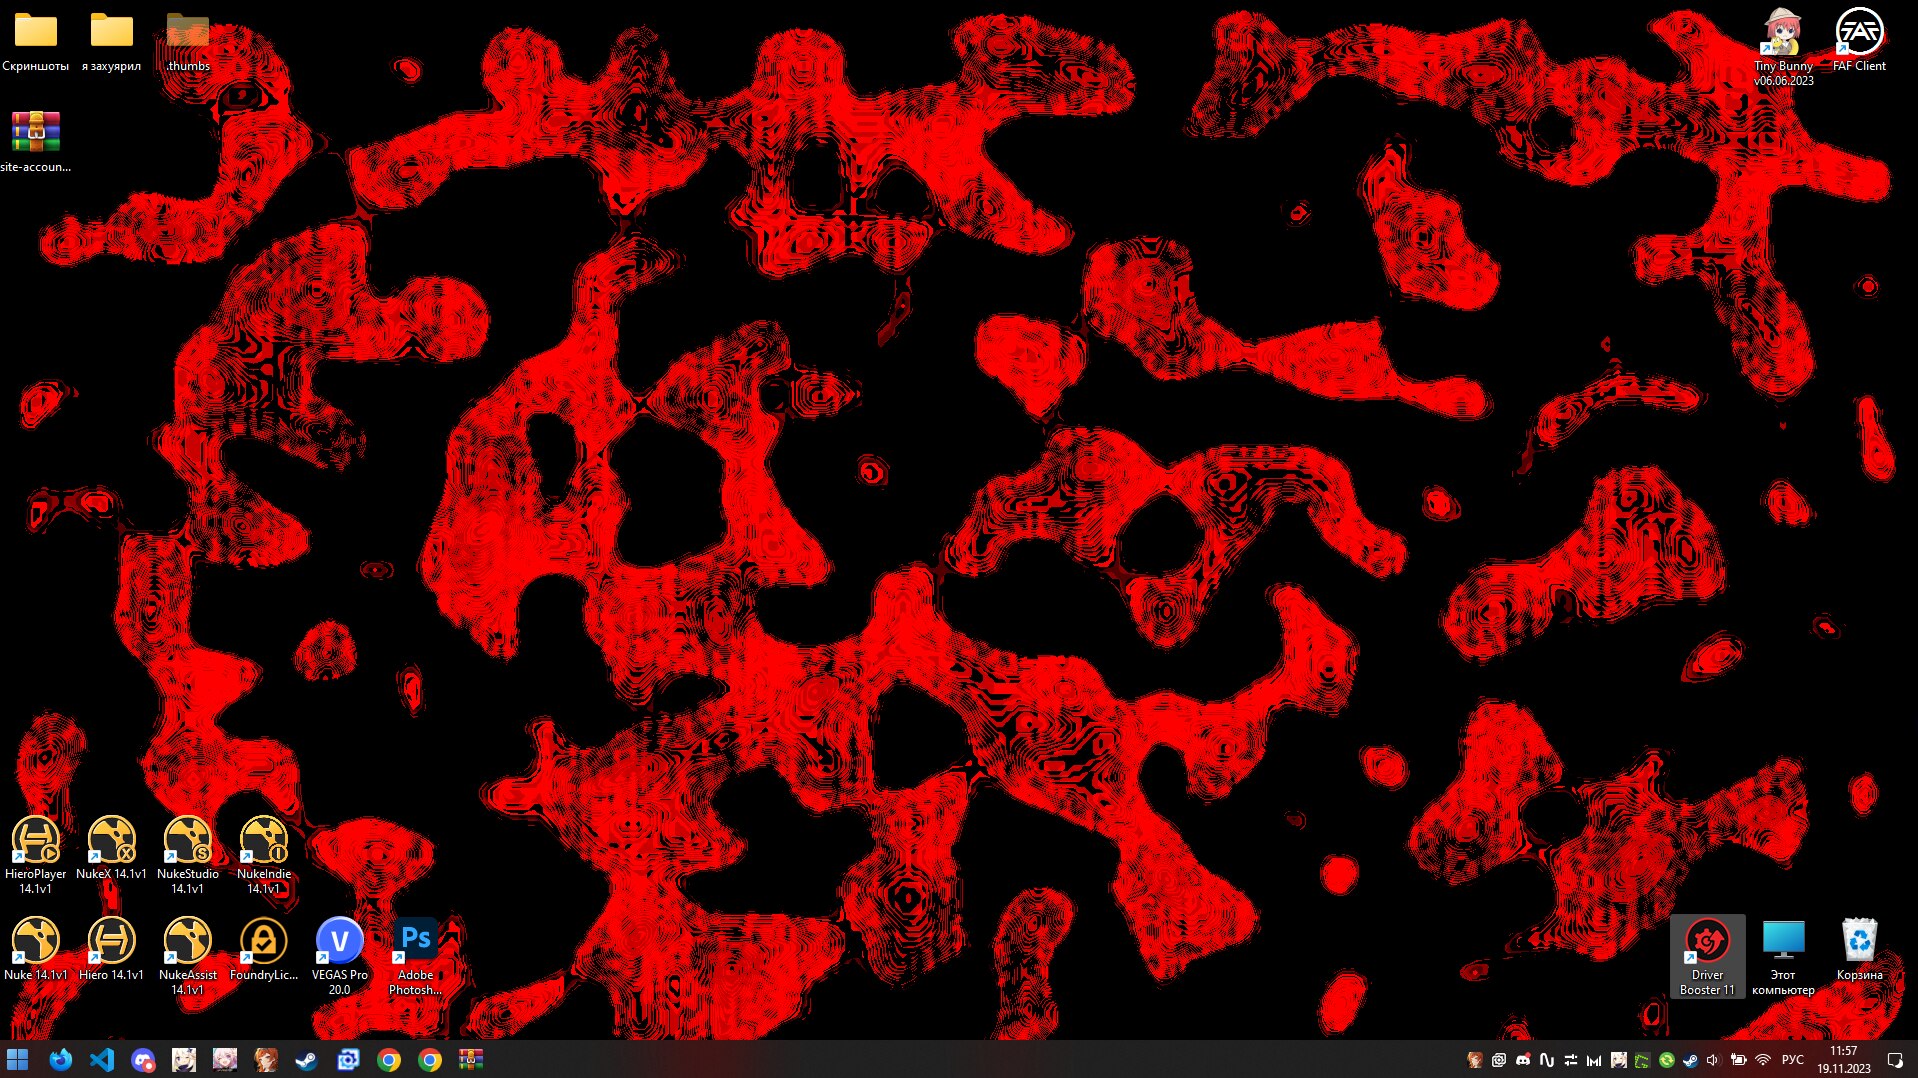 Скриншоты
я захуярил
.thumbs
Tiny Bunny
v06.06.2023
FAF
FAF Client
site-accoun...
HieroPlayer
14.1v1
NukeX 14.1v1
NukeStudio
14.1v1
NukeIndie
14.1v1
Nuke 14.1v1
Hiero 14.1v1
NukeAssist
14.1v1
FoundryLic...
V
VEGAS Pro
20.0
Ps
Adobe
Photosh...
Driver
Booster 11
Этот
компьютер
Корзина
РУС
11:57
19.11.2023